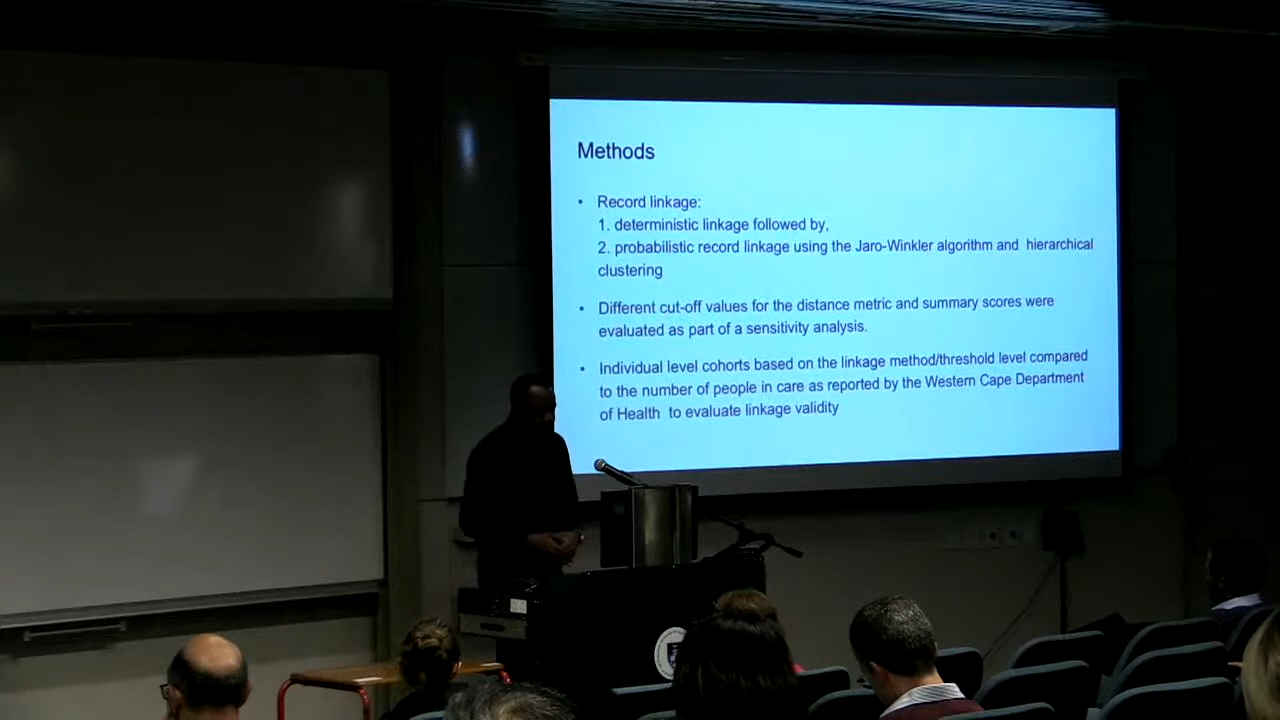 Methods
• Record linkage:
1. deterministic linkage followed by,
2. probabilistic record linkage using the Jaro-Winkler algorithm and hierarchical
clustering
• Different cut-off values for the distance metric and summary scores were
evaluated as part of a sensitivity analysis.
• Individual level cohorts based on the linkage method/threshold level compared
to the number of people in care as reported by the Western Cape Department
of Health to evaluate linkage validity